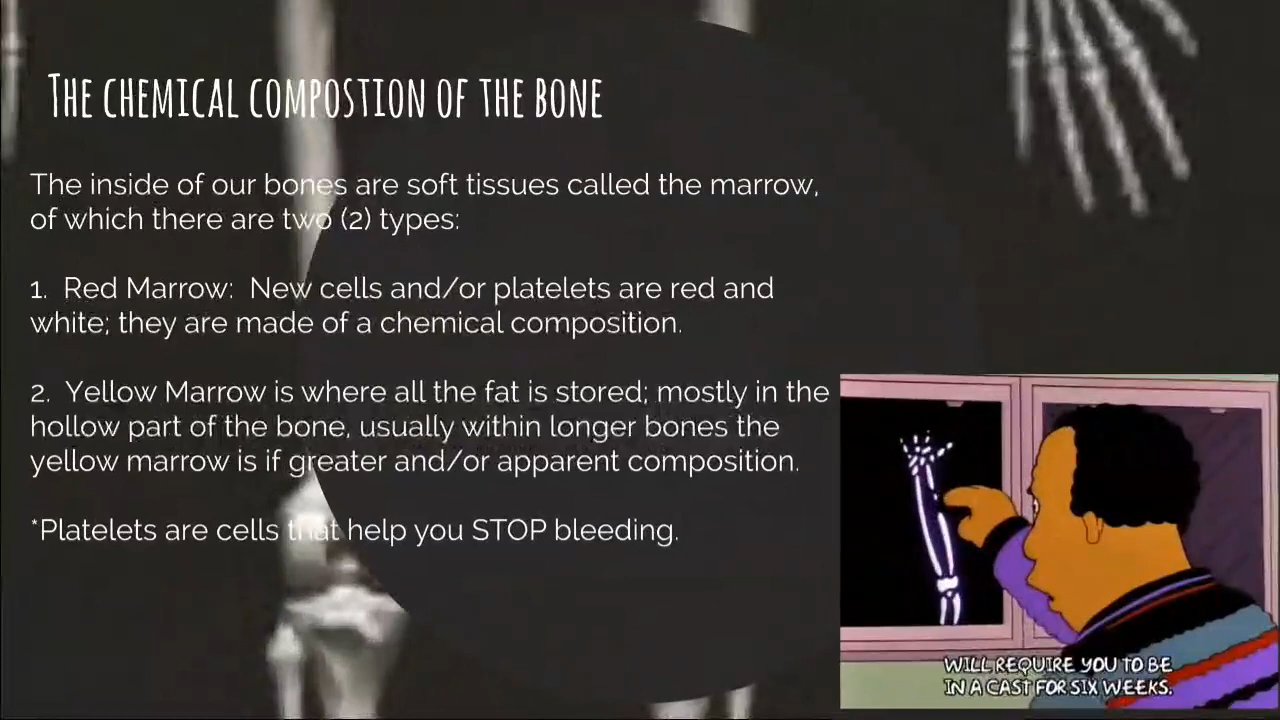 The chemical compostion of the bone
The inside of our bones are soft tissues called the marrow,
of which there are two (2) types:
1. Red Marrow: New cells and/or platelets are red and
white; they are made of a chemical composition.
2. Yellow Marrow is where all the fat is stored; mostly in the
hollow part of the bone, usually within longer bones the
yellow marrow is if greater and/or apparent composition.
*Platelets are cells that help you STOP bleeding.
WILL REQUIRE YOU TO BE
IN A CAST FOR SIX WEEKS.